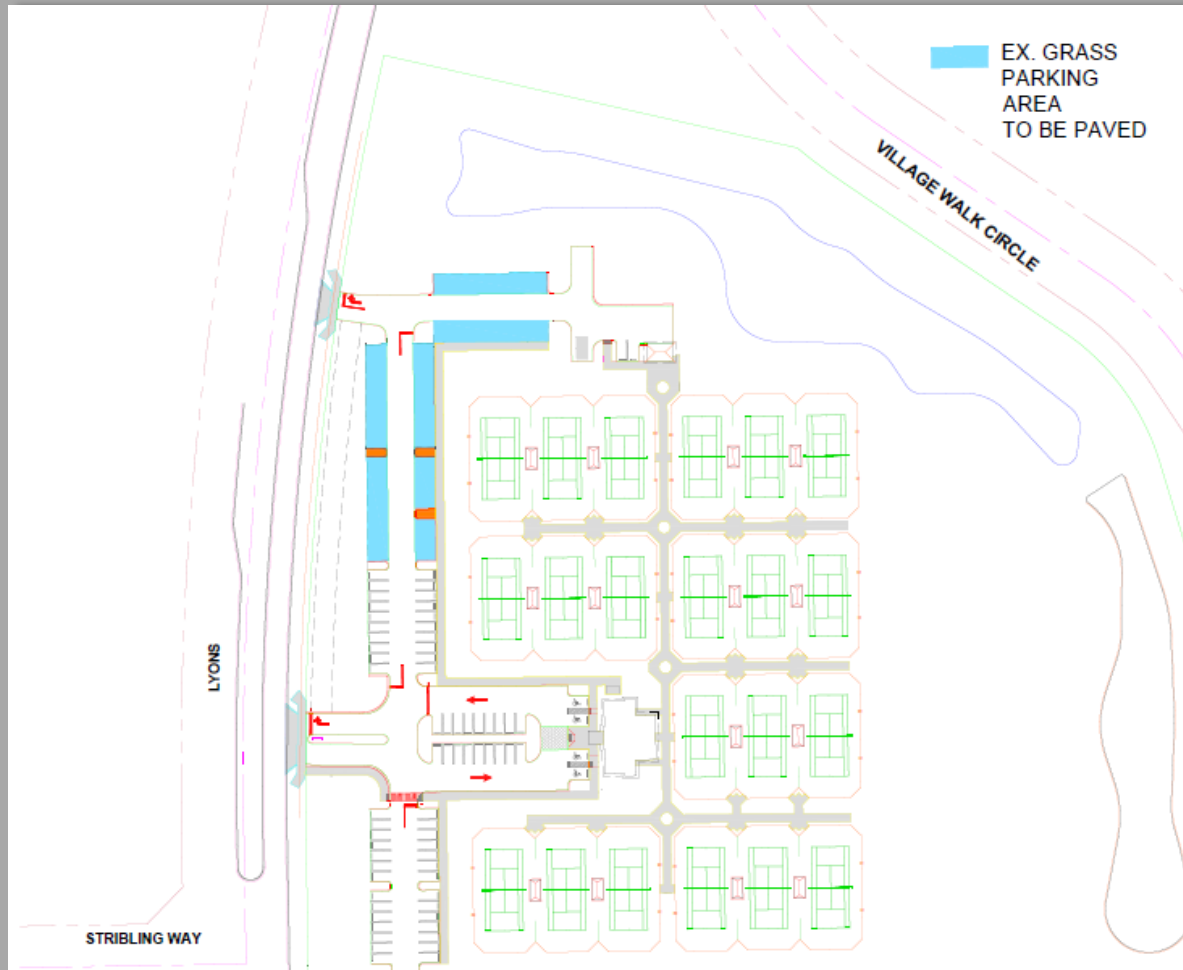 EX. GRASS
PARKING
AREA
TO BE PAVED
VILLAGE WALK CIRCLE
LYONS
STRIBLING WAY